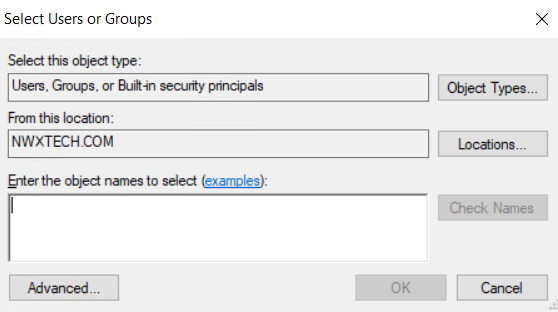 Select Users or Groups
Select this object type:
Users, Groups, or Built-in security principals
Object Types...
From this location:
NWXTECH.COM
Locations...
Enter the object names to select (examples):
Check Names
Advanced...
OK
Cancel